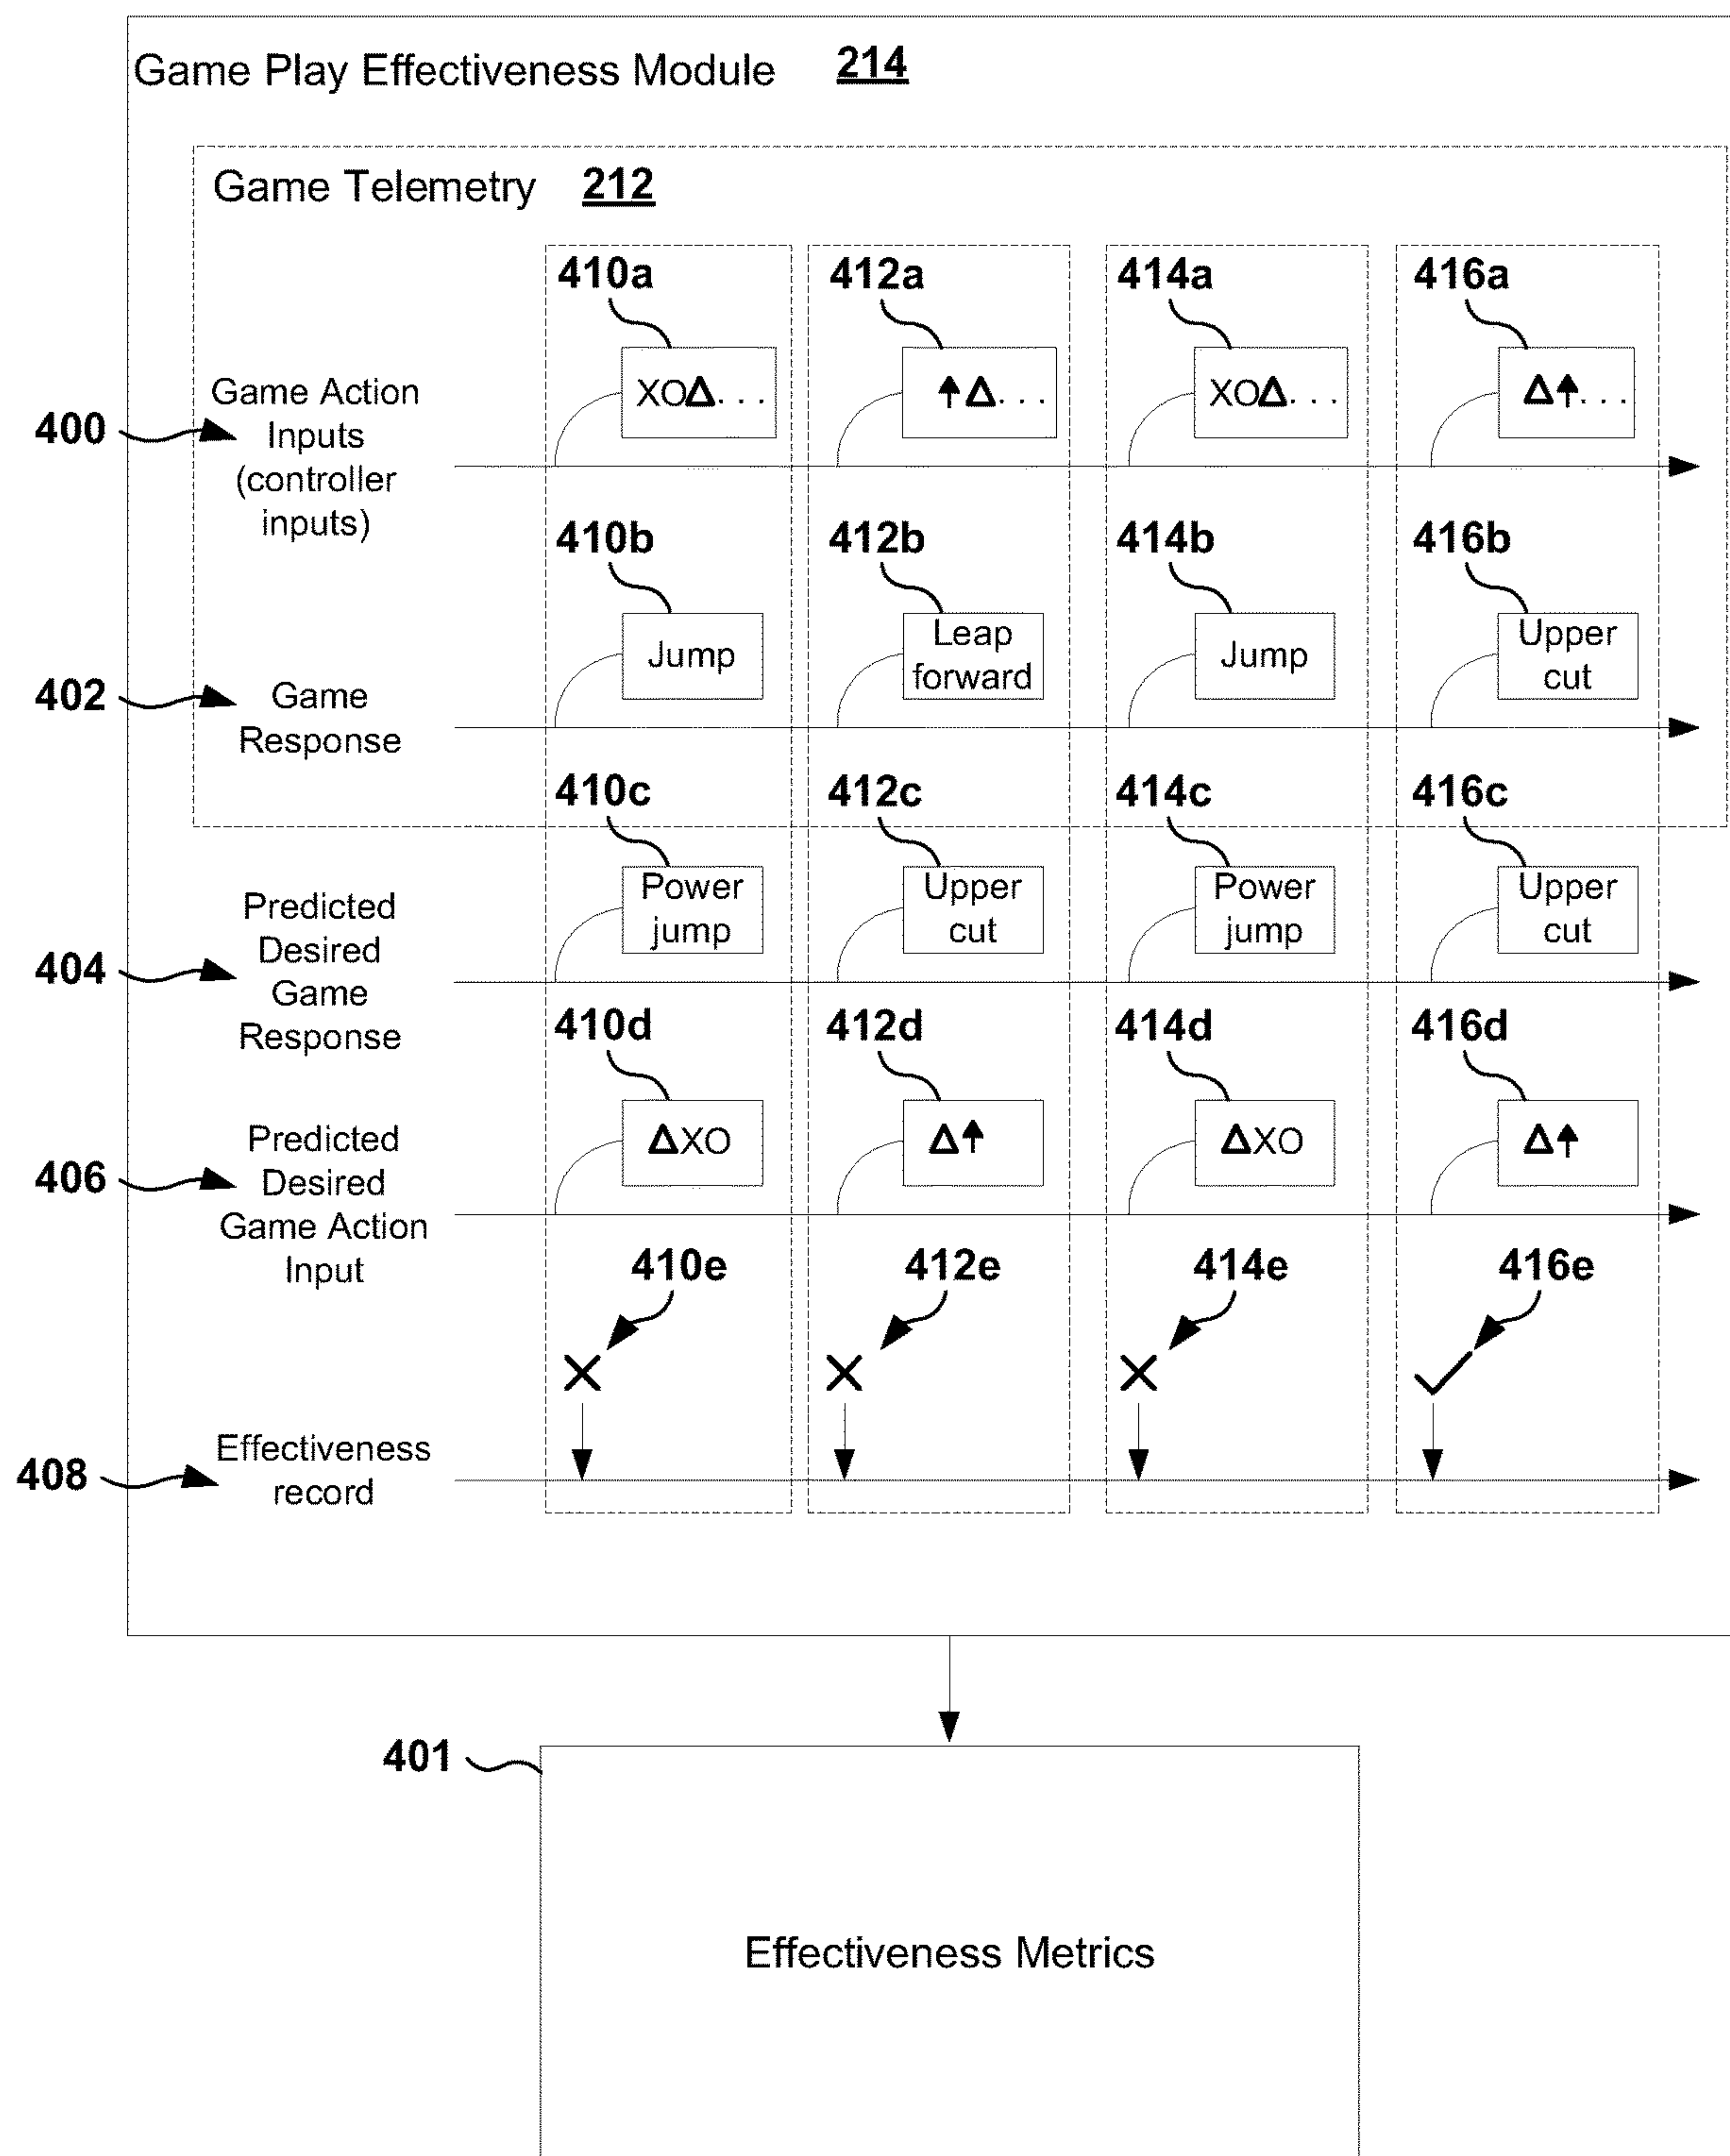 Game Play Effectiveness Module 214
Game Telemetry 212
410a 412a 414a 416a
400
Game Action
Inputs
(controller
inputs)
XOΔ... ↑Δ... XOΔ... Δ↑...
410b 412b 414b 416b
402
Game
Response
Jump
Leap
forward
Jump
Upper
cut
410c 412c 414c 416c
404
Predicted
Desired
Game
Response
Power
jump
Upper
cut
Power
jump
Upper
cut
410d 412d 414d 416d
406
Predicted
Desired
Game Action
Input
ΔXO Δ↑ ΔXO Δ↑
410e 412e 414e 416e
408
Effectiveness
record
401
Effectiveness Metrics